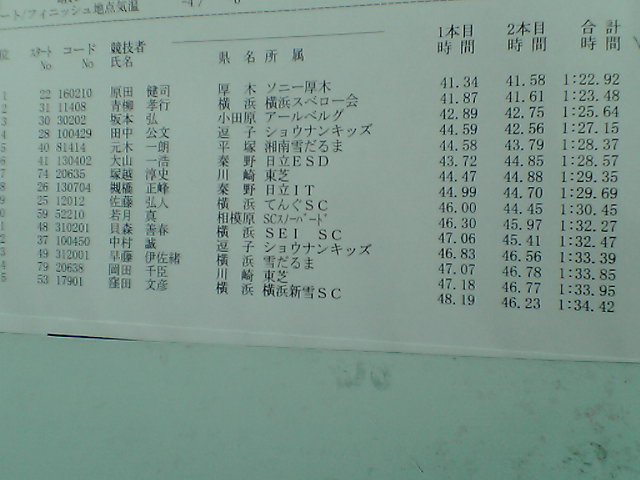 ート/フィニッシュ地点気温 -4/
位 スタートNo コードNo 競技者氏名 県名 所属 1本目時間 2本目時間 合計時間
1 22 160210 原田 健司 厚木 ソニー厚木 41.34 41.58 1:22.92
2 31 11408 青柳 孝行 横浜 横浜スベロー会 41.87 41.61 1:23.48
3 30 30202 坂本 弘 小田原 アールベルグ 42.89 42.75 1:25.64
4 28 100429 田中 公文 逗子 ショウナンキッズ 44.59 42.56 1:27.15
5 40 81414 元木 一朗 平塚 湘南雪だるま 44.58 43.79 1:28.37
6 41 130402 大山 一浩 秦野 日立ESD 43.72 44.85 1:28.57
7 74 20635 塚越 淳史 川崎 東芝 44.47 44.88 1:29.35
8 26 130704 槻橋 正峰 秦野 日立IT 44.99 44.70 1:29.69
9 25 12012 佐藤 弘人 横浜 てんぐSC 46.00 44.45 1:30.45
0 59 52210 若月 真 相模原 SCスノーバード 46.30 45.97 1:32.27
1 48 310201 貝森 善春 横浜 SEI SC 47.06 45.41 1:32.47
2 37 100450 中村 誠 逗子 ショウナンキッズ 46.83 46.56 1:33.39
3 49 312001 早藤 伊佐緒 横浜 雪だるま 47.07 46.78 1:33.85
4 79 20638 岡田 千臣 川崎 東芝 47.18 46.77 1:33.95
5 53 17901 窪田 文彦 横浜 横浜新雪SC 48.19 46.23 1:34.42